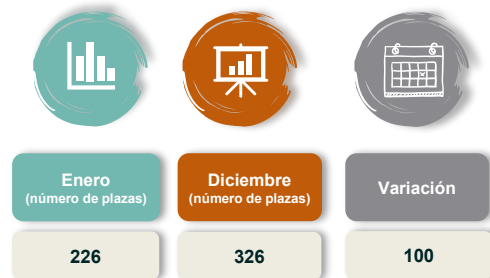 Enero
(número de plazas)
Diciembre
(número de plazas)
Variación
226
326
100